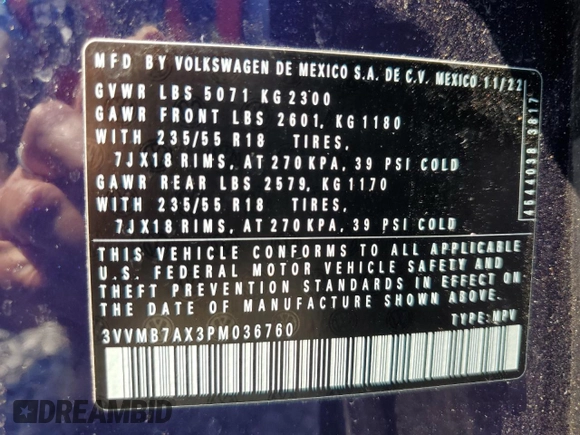 MFD BY VOLKSWAGEN DE MEXICO S.A. DE C.V. MEXICO 11/22
GVWR LBS 5071 KG 2300
GAWR FRONT LBS 2601, KG 1180
WITH 235/55 R18 TIRES,
7JX18 RIMS, AT 270 KPA, 39 PSI COLD
GAWR REAR LBS 2579, KG 1170
WITH 235/55 R18 TIRES,
7JX18 RIMS, AT 270 KPA, 39 PSI COLD
THIS VEHICLE CONFORMS TO ALL APPLICABLE
U.S. FEDERAL MOTOR VEHICLE SAFETY AND
THEFT PREVENTION STANDARDS IN EFFECT ON
THE DATE OF MANUFACTURE SHOWN ABOVE.
3VVMB7AX3PM036760 TYPE: MPV
DREAMBID